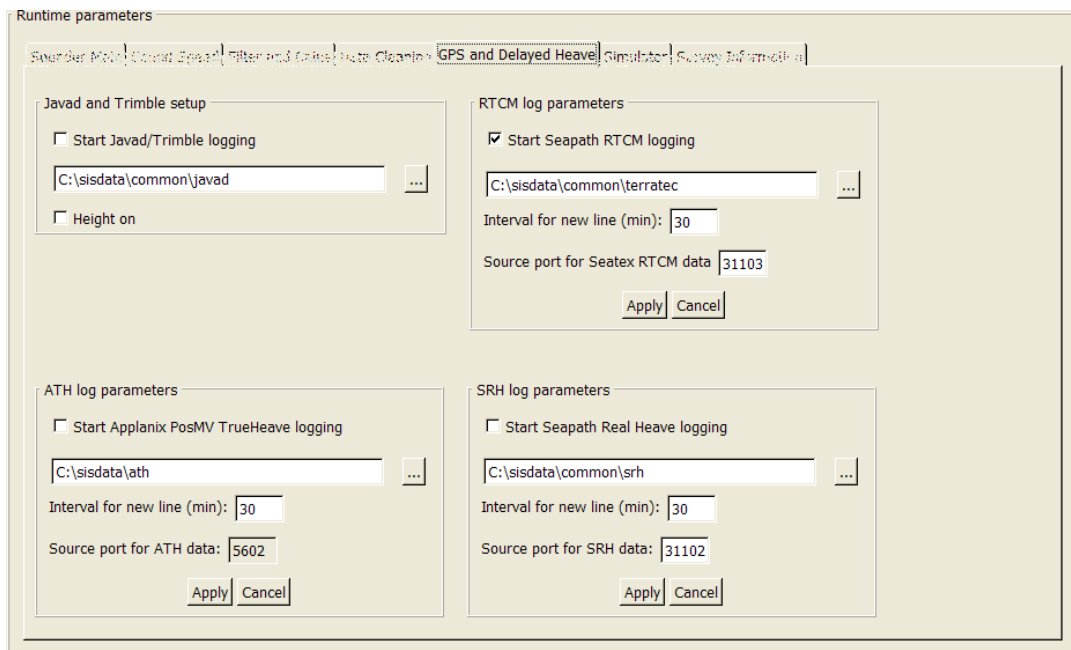 Runtime parameters
GPS and Delayed Heave Simulator Survey Information
Javad and Trimble setup
Start Javad/Trimble logging
C:\sisdata\common\javad
...
Height on
RTCM log parameters
Start Seapath RTCM logging
C:\sisdata\common\terratec
...
Interval for new line (min): 30
Source port for Seatex RTCM data 31103
Apply Cancel
ATH log parameters
Start Applanix PosMV TrueHeave logging
C:\sisdata\ath
...
Interval for new line (min): 30
Source port for ATH data: 5602
Apply Cancel
SRH log parameters
Start Seapath Real Heave logging
C:\sisdata\common\srh
...
Interval for new line (min): 30
Source port for SRH data: 31102
Apply Cancel